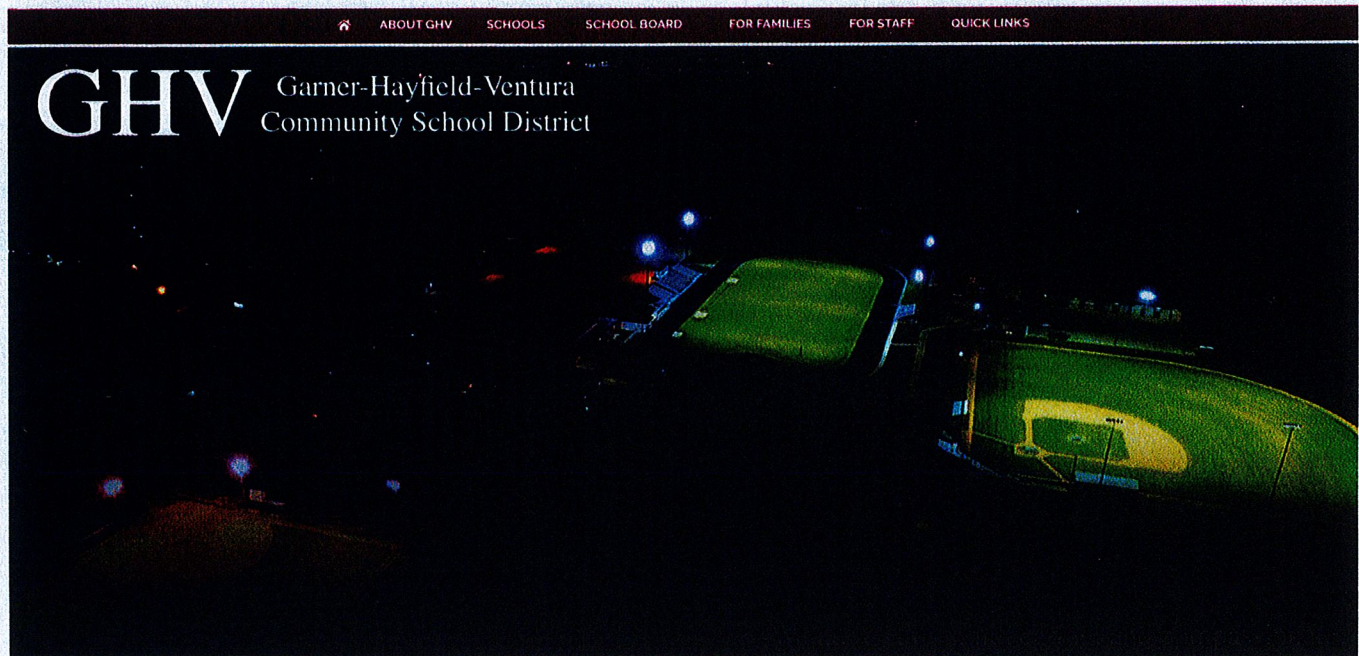 ABOUT GHV SCHOOLS SCHOOL BOARD FOR FAMILIES FOR STAFF QUICK LINKS
GHV
Garner-Hayfield-Ventura
Community School District